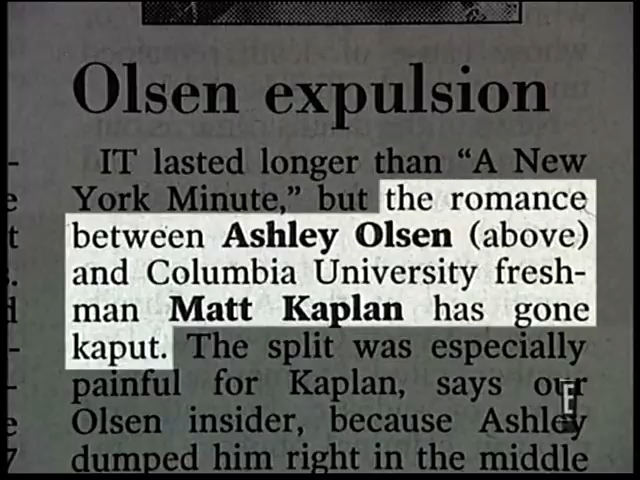 Olsen expulsion
IT lasted longer than “A New
York Minute,” but the romance
between Ashley Olsen (above)
and Columbia University fresh-
man Matt Kaplan has gone
kaput. The split was especially
painful for Kaplan, says our
Olsen insider, because Ashley
dumped him right in the middle
E